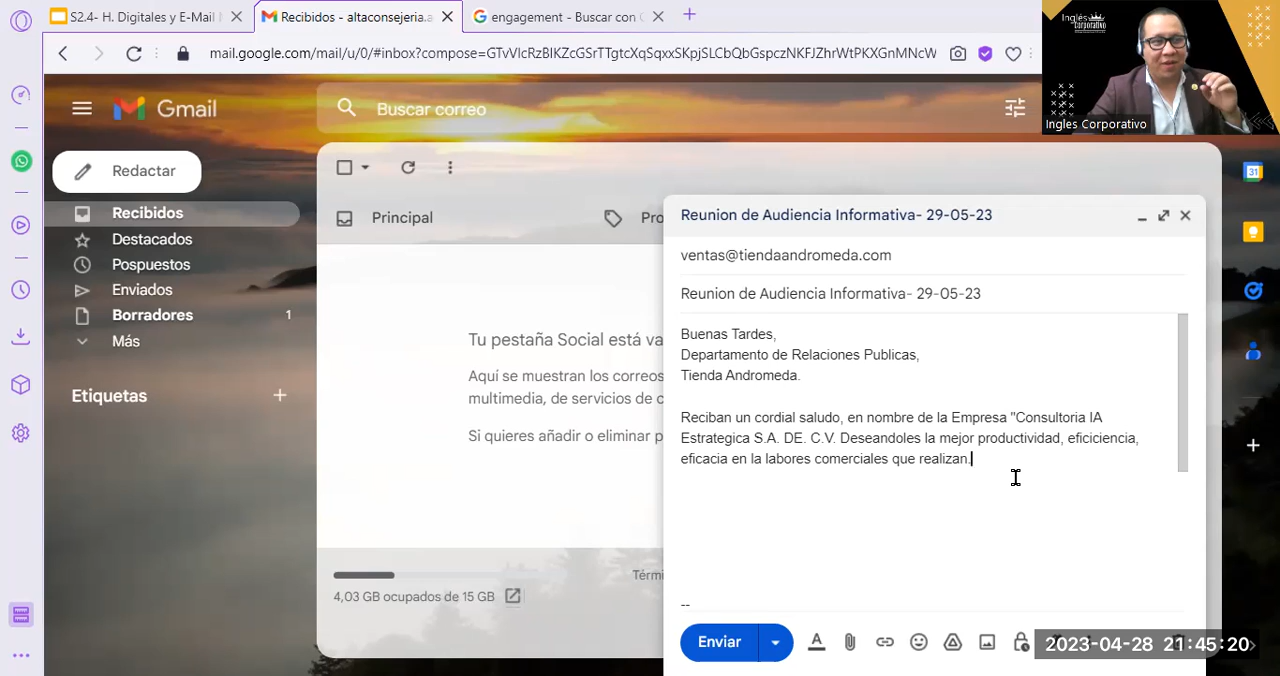 S2.4- H. Digitales y E-Mail
Recibidos - altaconsejeria.a
engagement - Buscar con
mail.google.com/mail/u/0/#inbox?compose=GTvVlcRzBlKZcGSrTTgtcXqSqxxSKpjSLCbQbGspczNKFJZhrWtPKXGnMNcW
Inglés
Corporativo
Ingles Corporativo
Gmail
Buscar correo
Redactar
Recibidos
Destacados
Pospuestos
Enviados
Borradores 1
Más
Etiquetas
Principal
Pro
Tu pestaña Social está va
Aquí se muestran los correos
multimedia, de servicios de c
Si quieres añadir o eliminar p
4,03 GB ocupados de 15 GB
Térmi
Reunion de Audiencia Informativa- 29-05-23
ventas@tiendaandromeda.com
Reunion de Audiencia Informativa- 29-05-23
Buenas Tardes,
Departamento de Relaciones Publicas,
Tienda Andromeda.
Reciban un cordial saludo, en nombre de la Empresa "Consultoria IA
Estrategica S.A. DE. C.V. Deseandoles la mejor productividad, eficiciencia,
eficacia en la labores comerciales que realizan.
--
Enviar
31
2023-04-28 21:45:20